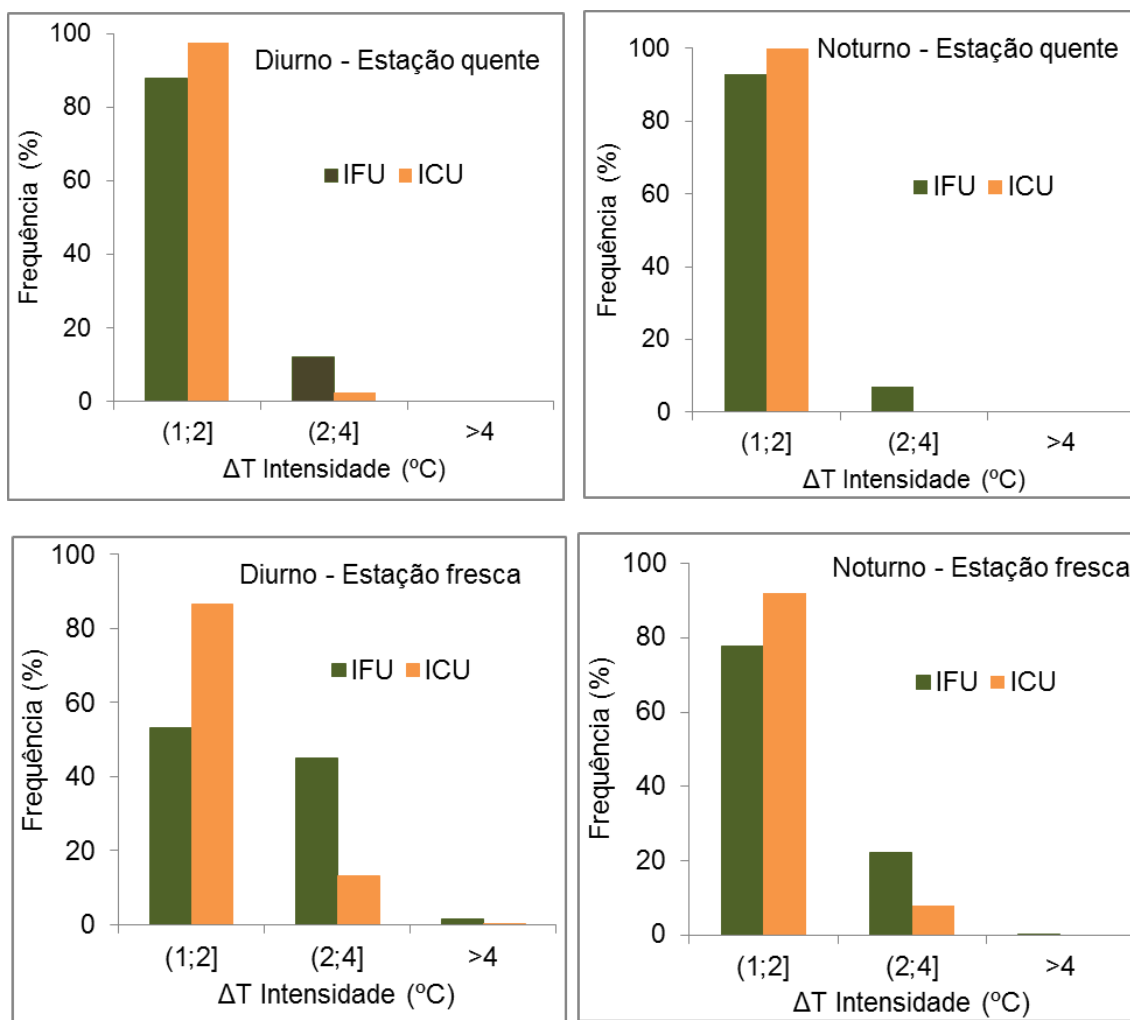 Diurno - Estação quente
Frequência (%)
100
80
60
40
20
0
IFU ICU
(1;2] (2;4] >4
ΔT Intensidade (ºC)
Noturno - Estação quente
Frequência (%)
100
80
60
40
20
0
IFU ICU
(1;2] (2;4] >4
ΔT Intensidade (ºC)
Diurno - Estação fresca
Frequência (%)
100
80
60
40
20
0
IFU ICU
(1;2] (2;4] >4
ΔT Intensidade (ºC)
Noturno - Estação fresca
Frequência (%)
100
80
60
40
20
0
IFU ICU
(1;2] (2;4] >4
ΔT Intensidade (ºC)